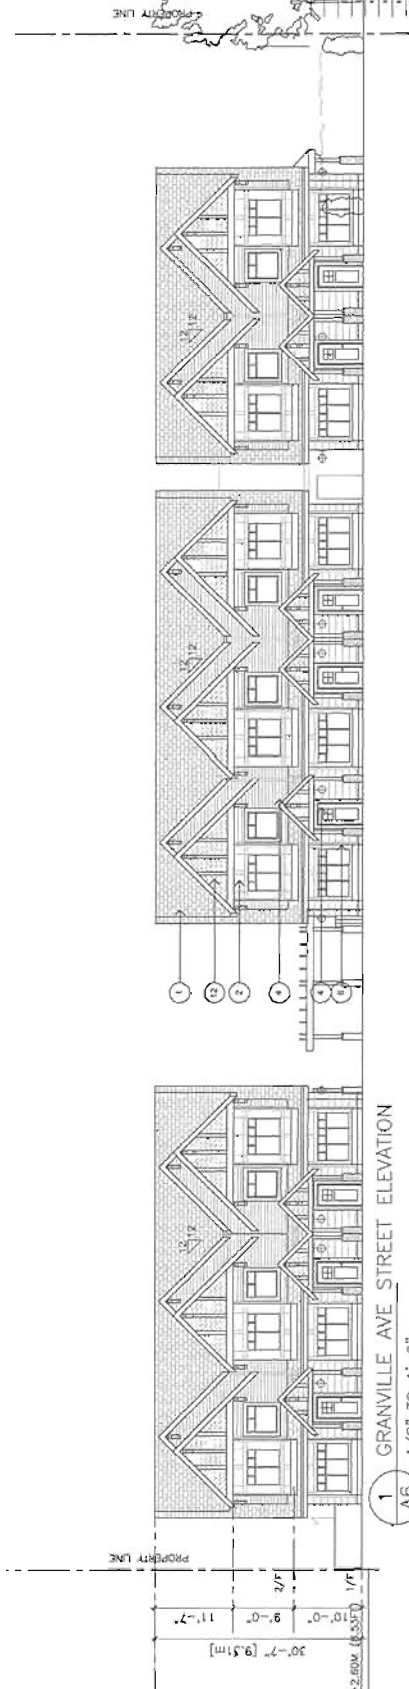 PROPERTY LINE
12
12
12
12
12
12
1
12
2
4
4
PROPERTY LINE
2/F
1/F
11'-7"
9'-0"
10'-0"
30'-7" [9.31m]
1
GRANVILLE AVE STREET ELEVATION
A6